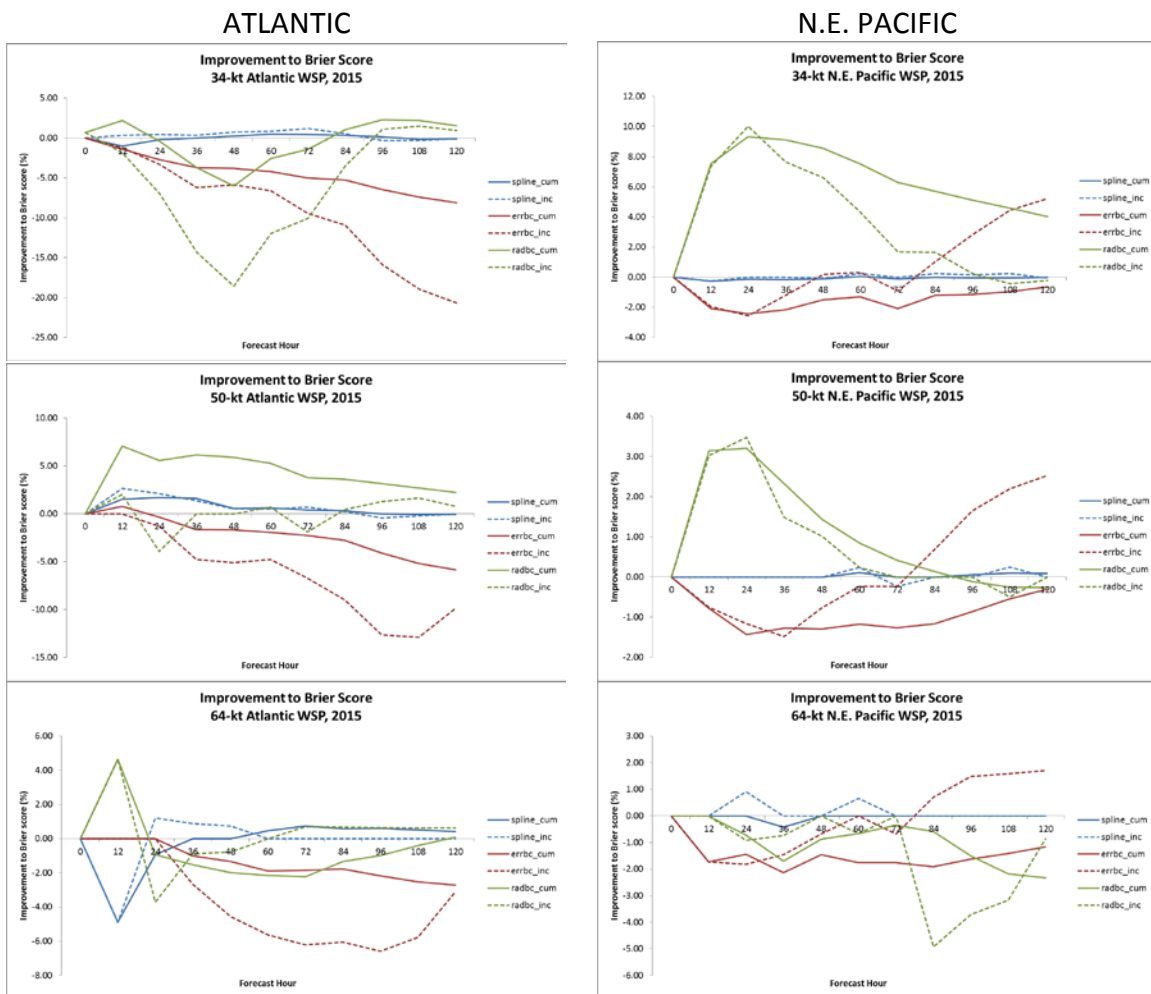 ATLANTIC
N.E. PACIFIC
Improvement to Brier Score
34-kt Atlantic WSP, 2015
Improvement to Brier score (%)
5.00
0.00
-5.00
-10.00
-15.00
-20.00
-25.00
0 12 24 36 48 60 72 84 96 108 120
Forecast Hour
spline_cum
spline_inc
errbc_cum
errbc_inc
radbc_cum
radbc_inc
Improvement to Brier Score
34-kt N.E. Pacific WSP, 2015
Improvement to Brier score (%)
12.00
10.00
8.00
6.00
4.00
2.00
0.00
-2.00
-4.00
0 12 24 36 48 60 72 84 96 108 120
Forecast Hour
spline_cum
spline_inc
errbc_cum
errbc_inc
radbc_cum
radbc_inc
Improvement to Brier Score
50-kt Atlantic WSP, 2015
Improvement to Brier score (%)
10.00
5.00
0.00
-5.00
-10.00
-15.00
0 12 24 36 48 60 72 84 96 108 120
Forecast Hour
spline_cum
spline_inc
errbc_cum
errbc_inc
radbc_cum
radbc_inc
Improvement to Brier Score
50-kt N.E. Pacific WSP, 2015
Improvement to Brier score (%)
4.00
3.00
2.00
1.00
0.00
-1.00
-2.00
0 12 24 36 48 60 72 84 96 108 120
Forecast Hour
spline_cum
spline_inc
errbc_cum
errbc_inc
radbc_cum
radbc_inc
Improvement to Brier Score
64-kt Atlantic WSP, 2015
Improvement to Brier score (%)
6.00
4.00
2.00
0.00
-2.00
-4.00
-6.00
-8.00
0 12 24 36 48 60 72 84 96 108 120
Forecast Hour
spline_cum
spline_inc
errbc_cum
errbc_inc
radbc_cum
radbc_inc
Improvement to Brier Score
64-kt N.E. Pacific WSP, 2015
Improvement to Brier score (%)
3.00
2.00
1.00
0.00
-1.00
-2.00
-3.00
-4.00
-5.00
-6.00
0 12 24 36 48 60 72 84 96 108 120
Forecast Hour
spline_cum
spline_inc
errbc_cum
errbc_inc
radbc_cum
radbc_inc